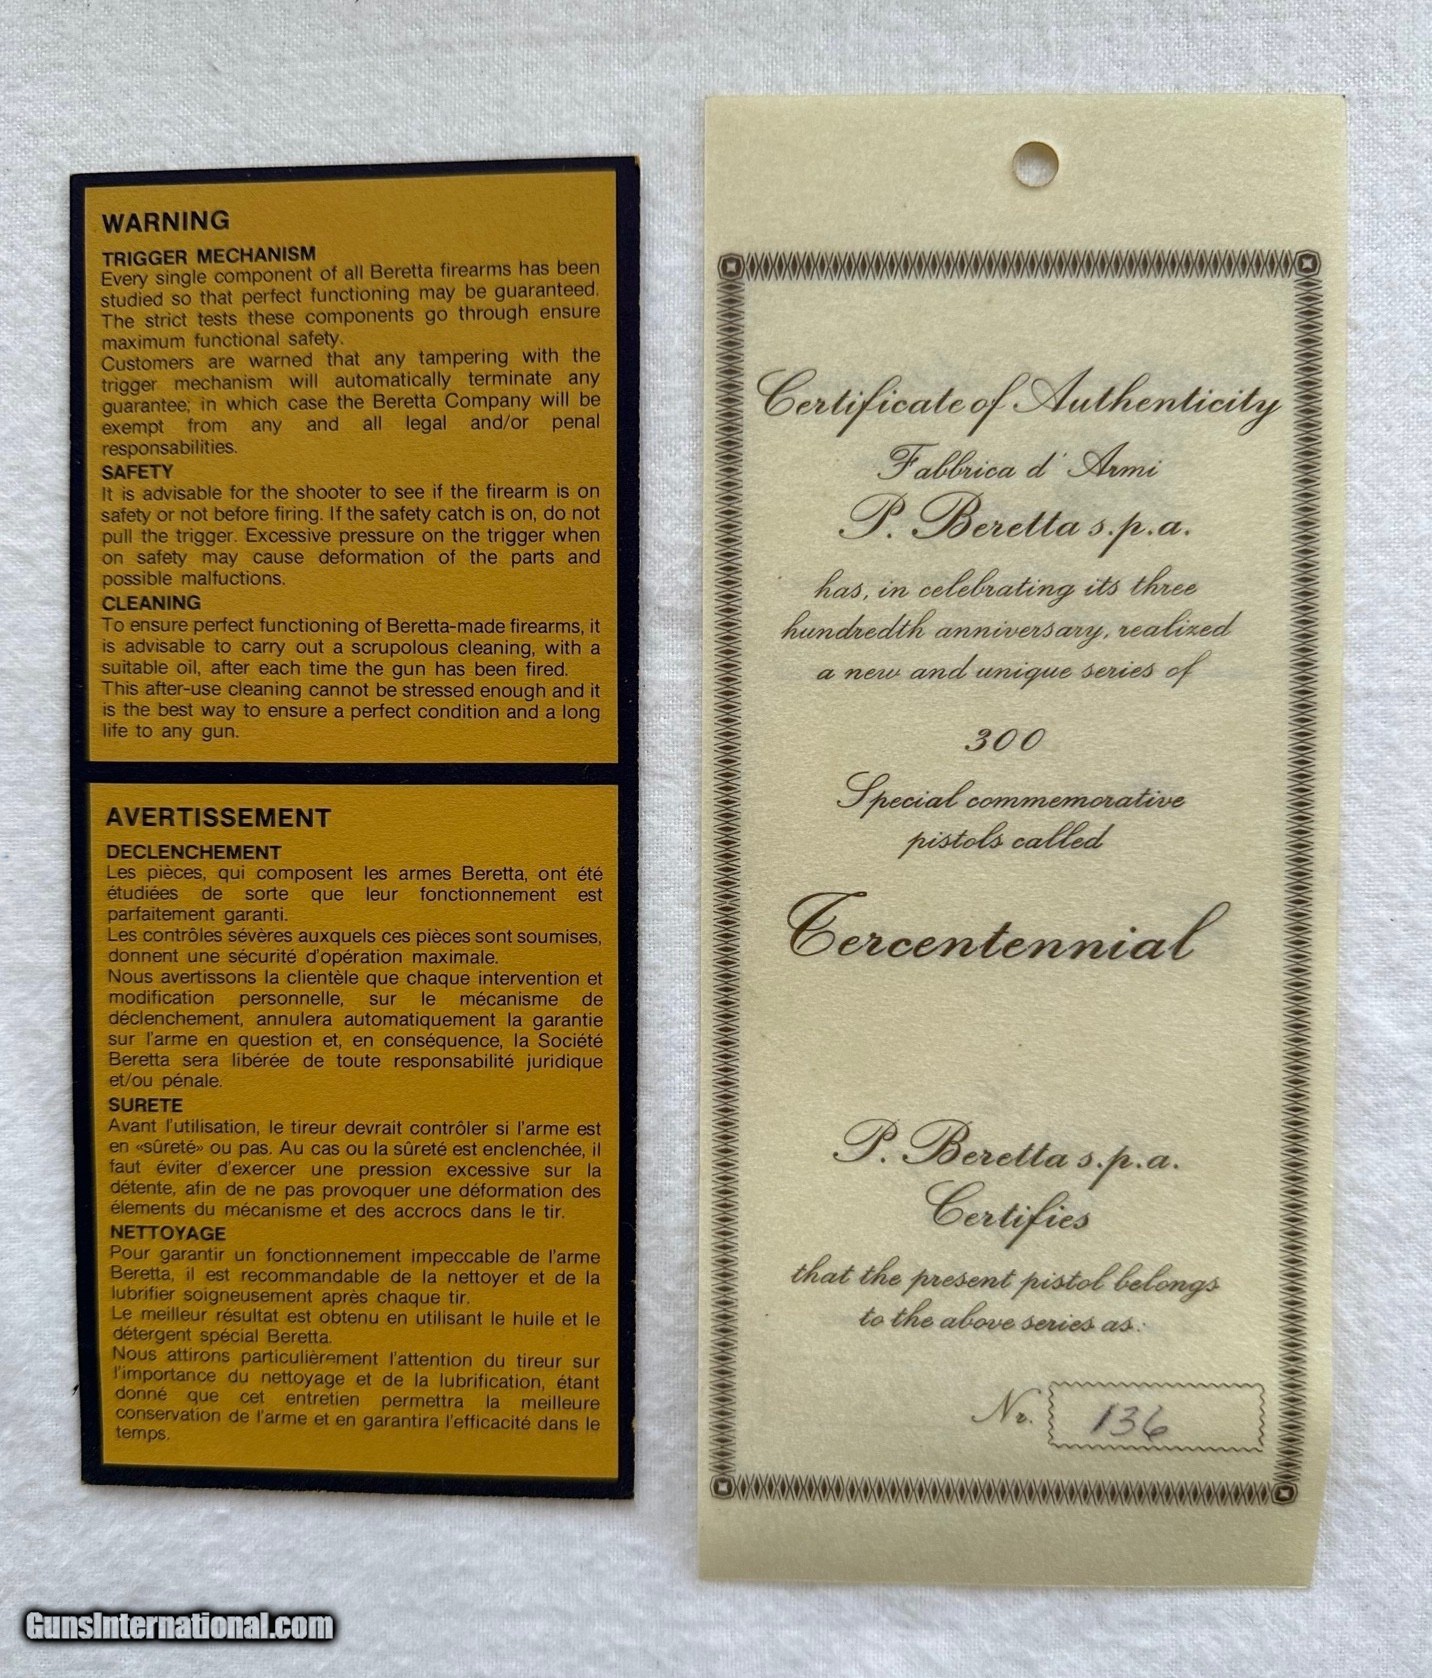 WARNING
TRIGGER MECHANISM
Every single component of all Beretta firearms has been
studied so that perfect functioning may be guaranteed.
The strict tests these components go through ensure
maximum functional safety.
Customers are warned that any tampering with the
trigger mechanism will automatically terminate any
guarantee; in which case the Beretta Company will be
exempt from any and all legal and/or penal
responsabilities.
SAFETY
It is advisable for the shooter to see if the firearm is on
safety or not before firing. If the safety catch is on, do not
pull the trigger. Excessive pressure on the trigger when
on safety may cause deformation of the parts and
possible malfuctions.
CLEANING
To ensure perfect functioning of Beretta-made firearms, it
is advisable to carry out a scrupolous cleaning, with a
suitable oil, after each time the gun has been fired.
This after-use cleaning cannot be stressed enough and it
is the best way to ensure a perfect condition and a long
life to any gun.
AVERTISSEMENT
DECLENCHEMENT
Les pièces, qui composent les armes Beretta, ont été
étudiées de sorte que leur fonctionnement est
parfaitement garanti.
Les contrôles sévères auxquels ces pièces sont soumises,
donnent une sécurité d'opération maximale.
Nous avertissons la clientèle que chaque intervention et
modification personnelle, sur le mécanisme de
déclenchement, annulera automatiquement la garantie
sur l'arme en question et, en conséquence, la Société
Beretta sera libérée de toute responsabilité juridique
et/ou pénale.
SURETE
Avant l'utilisation, le tireur devrait contrôler si l'arme est
en «sûreté» ou pas. Au cas ou la sûreté est enclenchée, il
faut éviter d'exercer une pression excessive sur la
détente, afin de ne pas provoquer une déformation des
élements du mécanisme et des accrocs dans le tir.
NETTOYAGE
Pour garantir un fonctionnement impeccable de l'arme
Beretta, il est recommandable de la nettoyer et de la
lubrifier soigneusement après chaque tir.
Le meilleur résultat est obtenu en utilisant le huile et le
détergent spécial Beretta.
Nous attirons particulièrement l'attention du tireur sur
l'importance du nettoyage et de la lubrification, étant
donné que cet entretien permettra la meilleure
conservation de l'arme et en garantira l'efficacité dans le
temps.
Certificate of Authenticity
Fabbrica d' Armi
P. Beretta s.p.a.
has, in celebrating its three
hundredth anniversary, realized
a new and unique series of
300
Special commemorative
pistols called
Tercentennial
P. Beretta s.p.a.
Certifies
that the present pistol belongs
to the above series as:
Nr. 136
GunsInternational.com